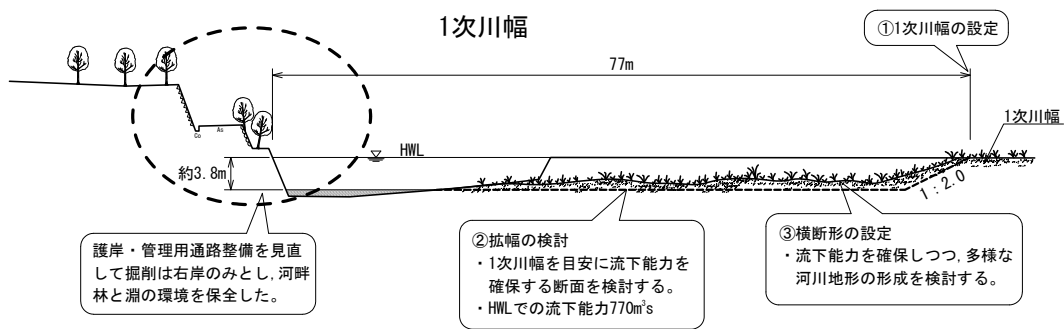 1次川幅
①1次川幅の設定
77m
1次川幅
Co
As
HWL
約3.8m
1：2.0
護岸・管理用通路整備を見直
して掘削は右岸のみとし,河畔
林と淵の環境を保全した。
②拡幅の検討
・1次川幅を目安に流下能力を
確保する断面を検討する。
・HWLでの流下能力770m³s
③横断形の設定
・流下能力を確保しつつ,多様な
河川地形の形成を検討する。